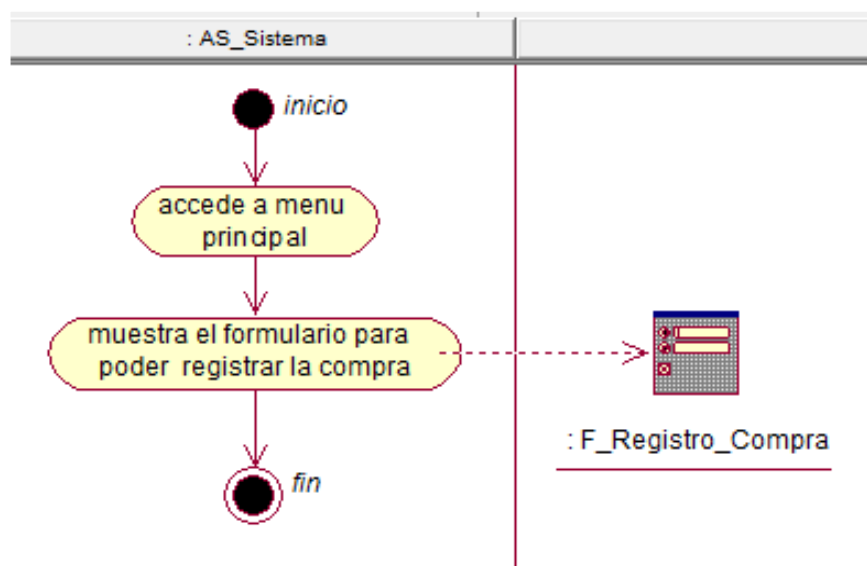 : AS_Sistema
inicio
accede a menu
principal
muestra el formulario para
poder registrar la compra
: F_Registro_Compra
fin